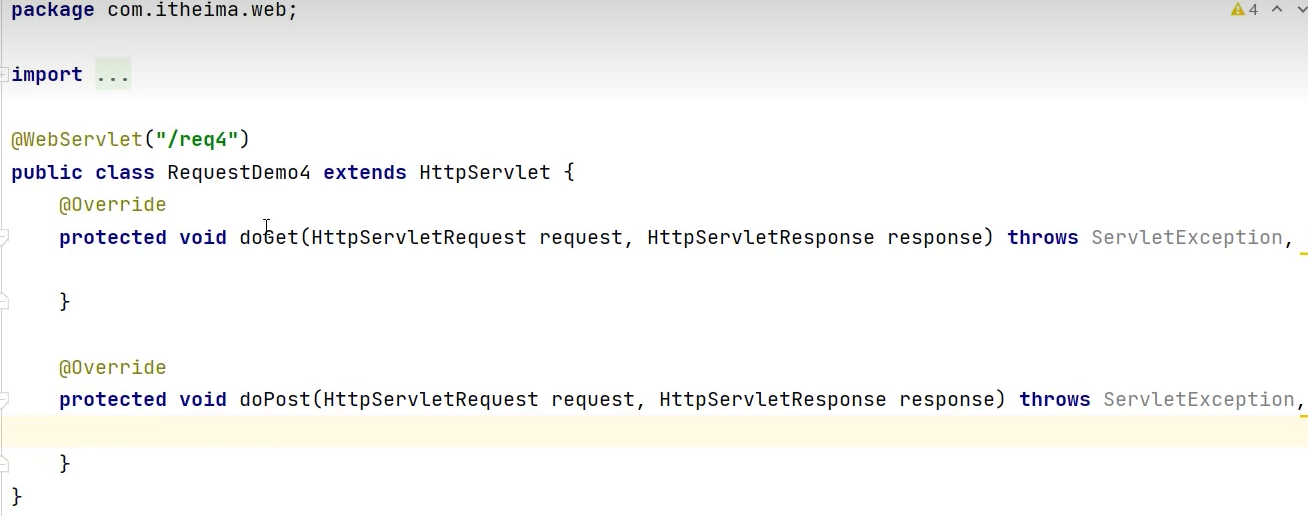 package com.itheima.web;
4
import ...
@WebServlet("/req4")
public class RequestDemo4 extends HttpServlet {
@Override
protected void doGet(HttpServletRequest request, HttpServletResponse response) throws ServletException,
}
@Override
protected void doPost(HttpServletRequest request, HttpServletResponse response) throws ServletException,
}
}